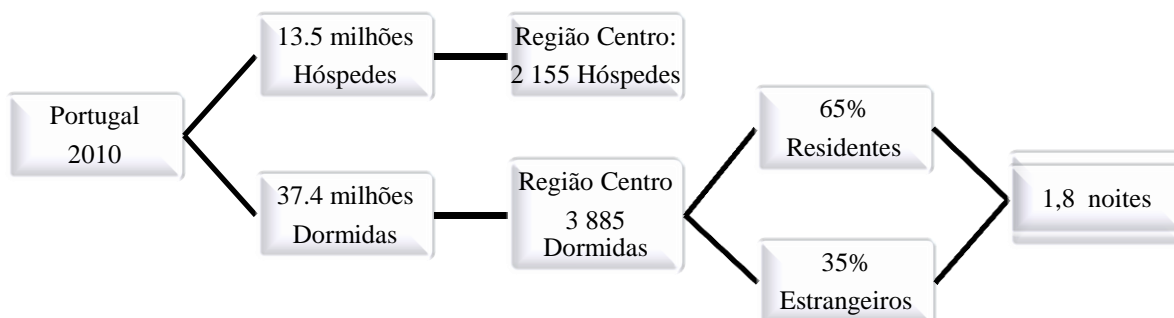 Portugal
2010
13.5 milhões
Hóspedes
Região Centro:
2 155 Hóspedes
37.4 milhões
Dormidas
Região Centro
3 885
Dormidas
65%
Residentes
35%
Estrangeiros
1,8 noites